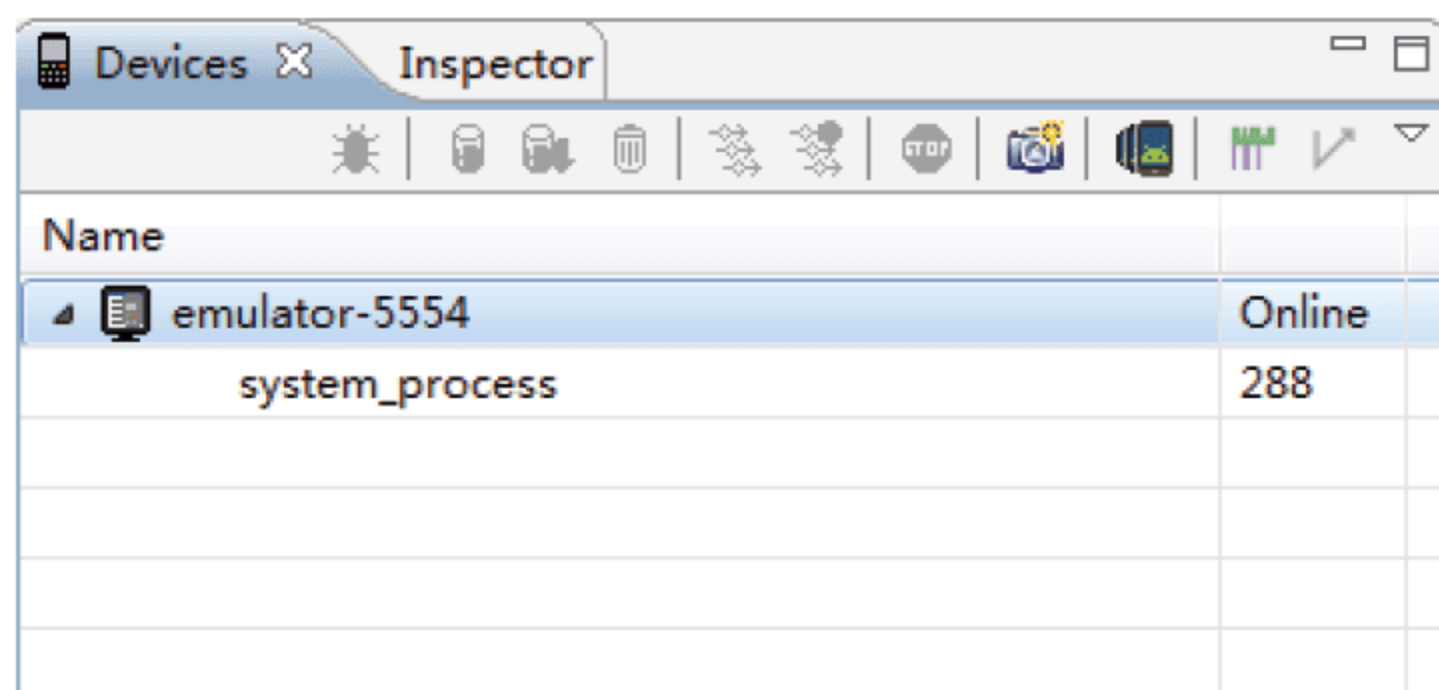 Devices Inspector
STOP
Name
emulator-5554 Online
system_process 288